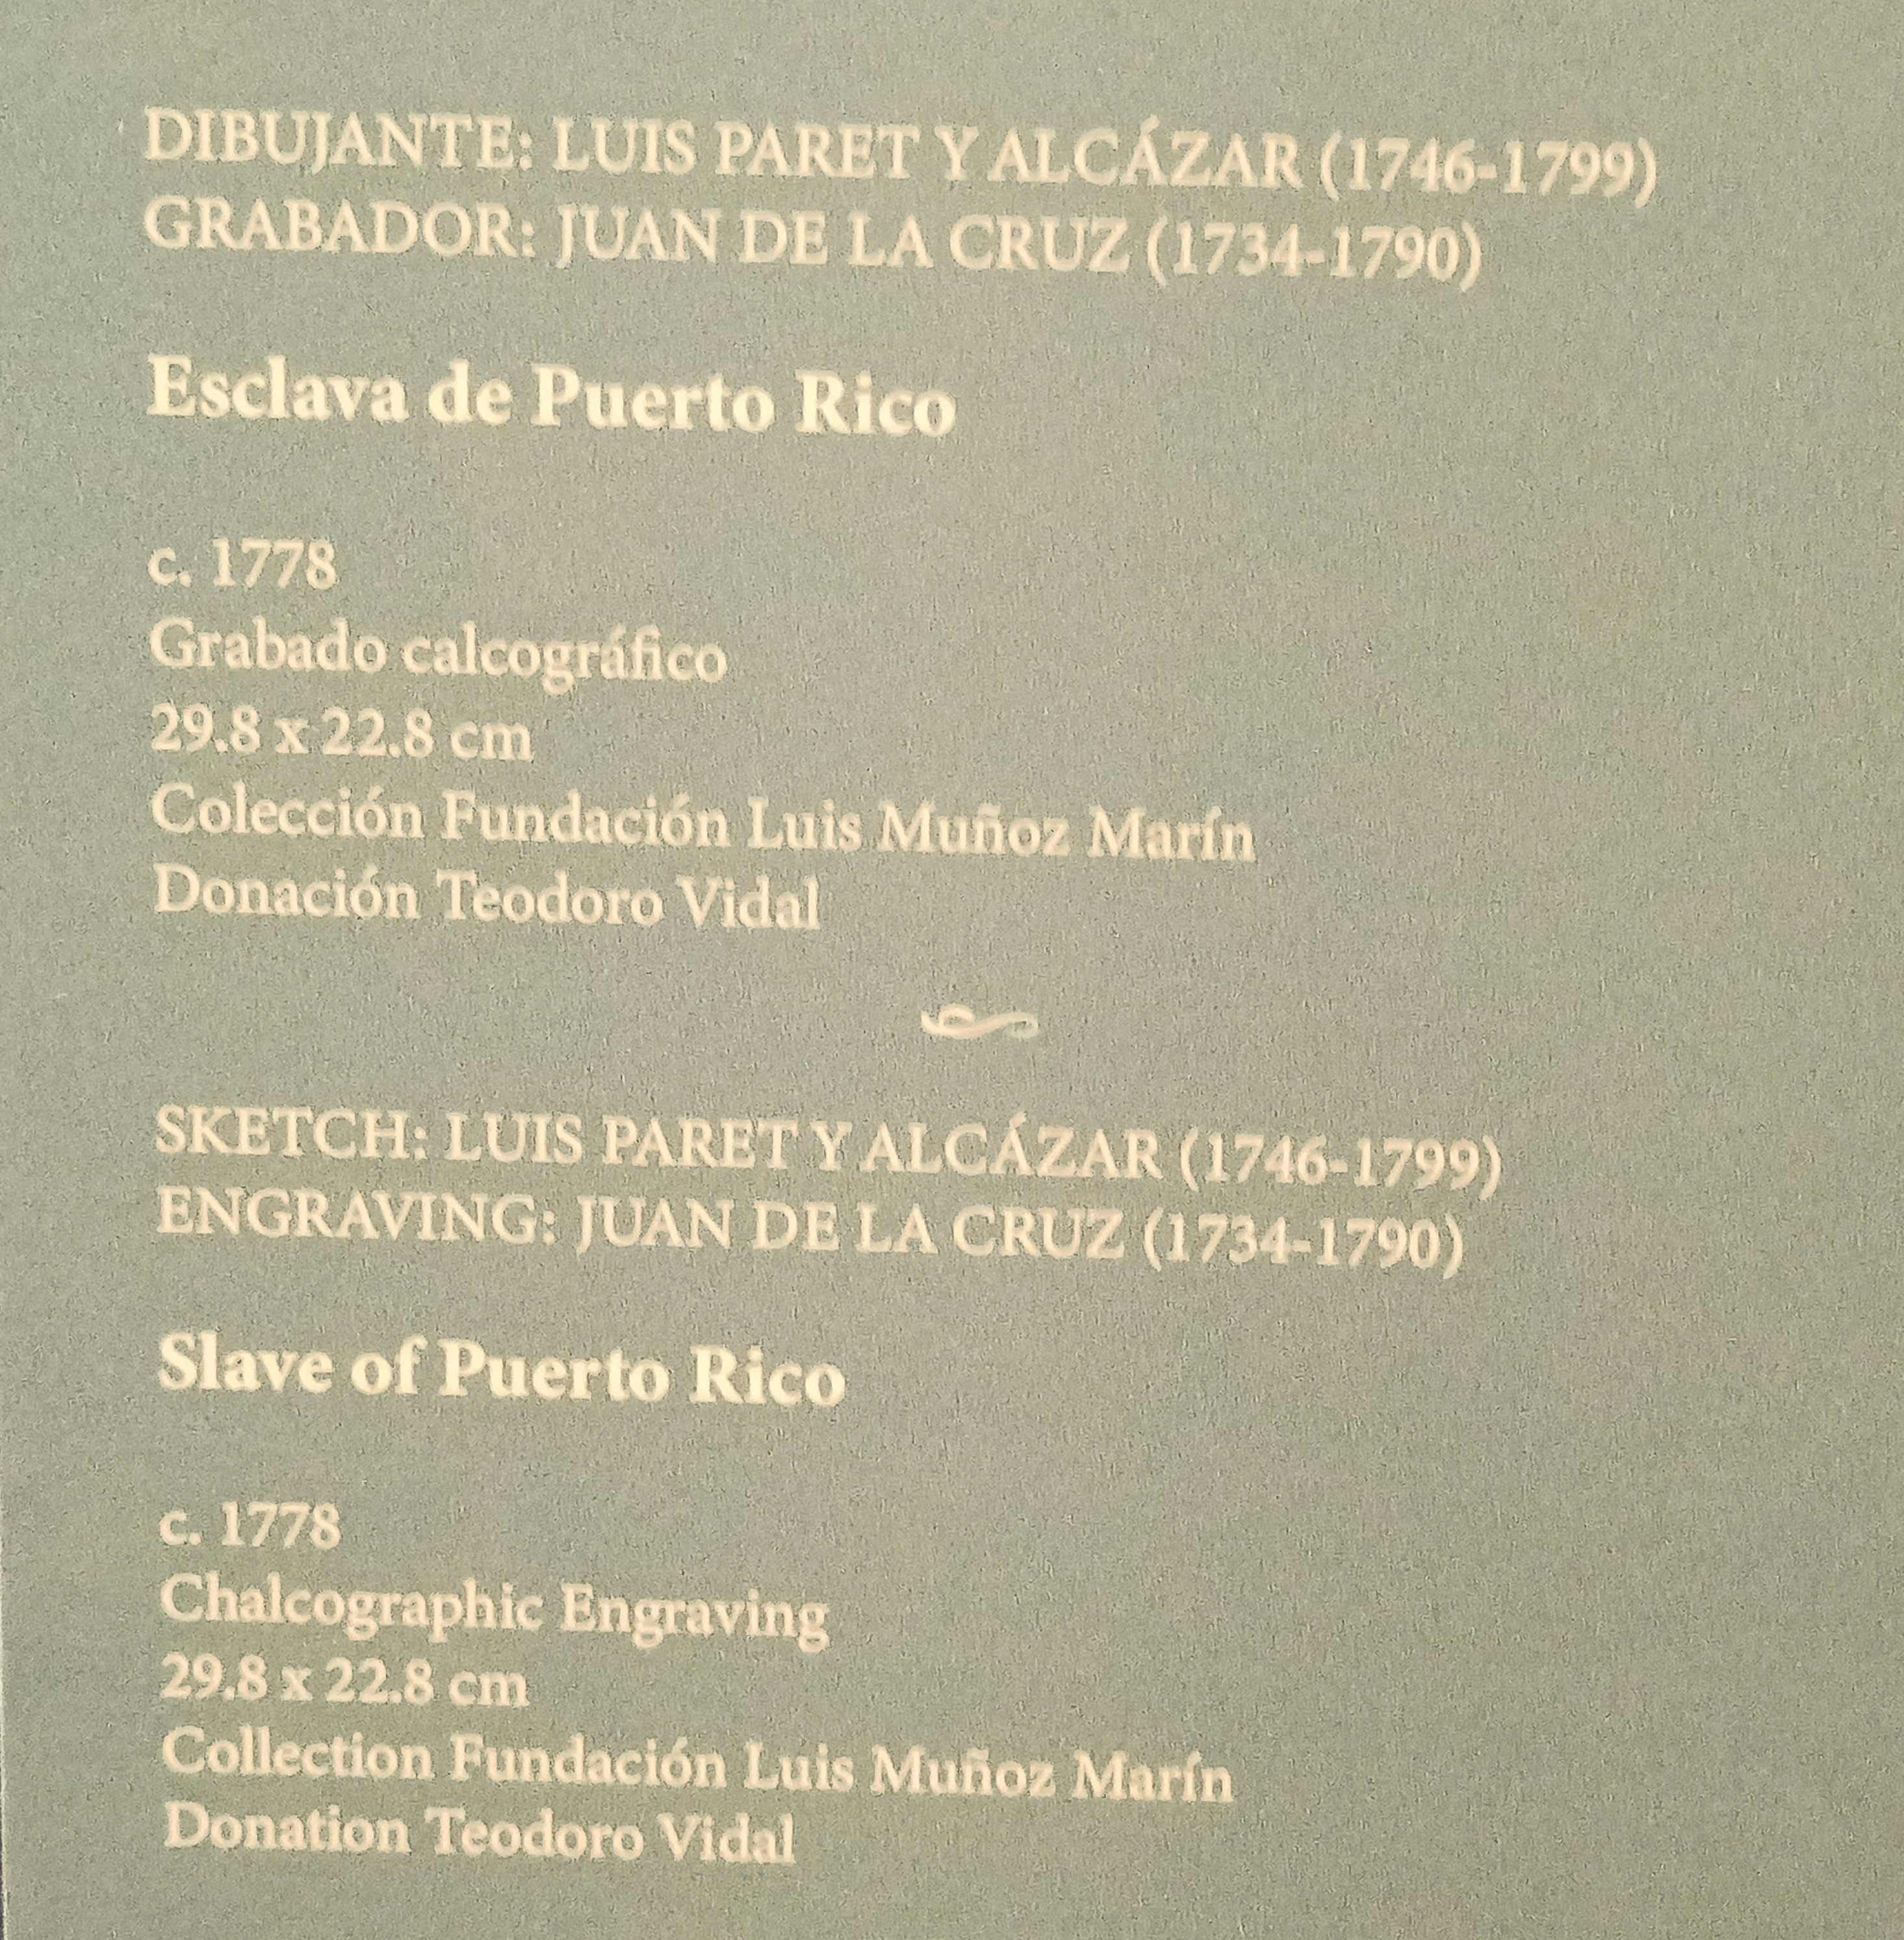 DIBUJANTE: LUIS PARET Y ALCÁZAR (1746-1799)
GRABADOR: JUAN DE LA CRUZ (1734-1790)
Esclava de Puerto Rico
c. 1778
Grabado calcográfico
29.8 x 22.8 cm
Colección Fundación Luis Muñoz Marín
Donación Teodoro Vidal
SKETCH: LUIS PARET Y ALCÁZAR (1746-1799)
ENGRAVING: JUAN DE LA CRUZ (1734-1790)
Slave of Puerto Rico
c. 1778
Chalcographic Engraving
29.8 x 22.8 cm
Collection Fundación Luis Muñoz Marín
Donation Teodoro Vidal